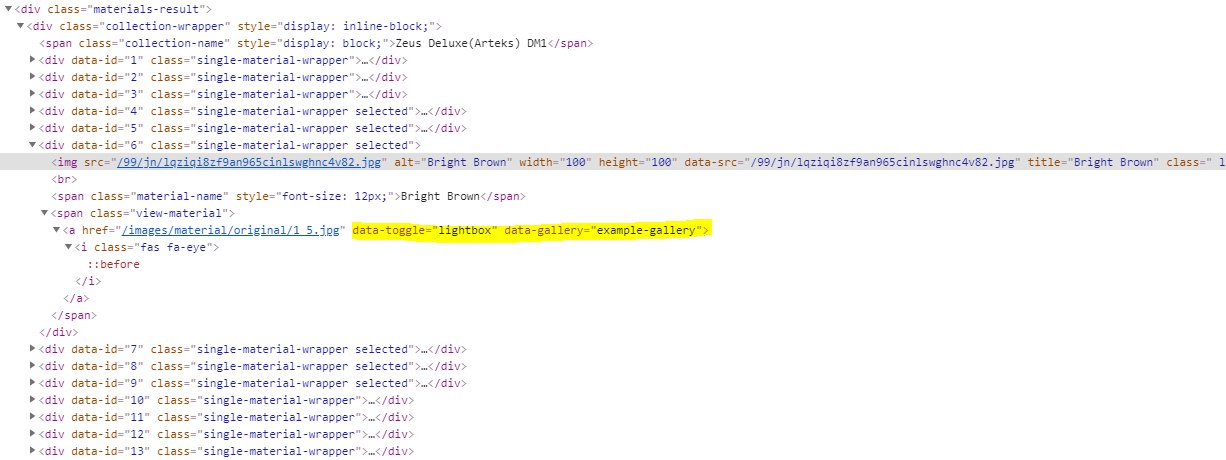 ▼<div class="materials-result">
▼<div class="collection-wrapper" style="display: inline-block;">
<span class="collection-name" style="display: block;">Zeus Deluxe(Arteks) DM1</span>
▶<div data-id="1" class="single-material-wrapper">…</div>
▶<div data-id="2" class="single-material-wrapper">…</div>
▶<div data-id="3" class="single-material-wrapper">…</div>
▶<div data-id="4" class="single-material-wrapper selected">…</div>
▶<div data-id="5" class="single-material-wrapper selected">…</div>
▼<div data-id="6" class="single-material-wrapper selected">
<img src="/99/jn/lqziqi8zf9an965cinlswghnc4v82.jpg" alt="Bright Brown" width="100" height="100" data-src="/99/jn/lqziqi8zf9an965cinlswghnc4v82.jpg" title="Bright Brown" class=" l
<br>
<span class="material-name" style="font-size: 12px;">Bright Brown</span>
▼<span class="view-material">
▼<a href="/images/material/original/1 5.jpg" data-toggle="lightbox" data-gallery="example-gallery">
▼<i class="fas fa-eye">
::before
</i>
</a>
</span>
</div>
▶<div data-id="7" class="single-material-wrapper selected">…</div>
▶<div data-id="8" class="single-material-wrapper selected">…</div>
▶<div data-id="9" class="single-material-wrapper selected">…</div>
▶<div data-id="10" class="single-material-wrapper">…</div>
▶<div data-id="11" class="single-material-wrapper">…</div>
▶<div data-id="12" class="single-material-wrapper">…</div>
▶<div data-id="13" class="single-material-wrapper">…</div>